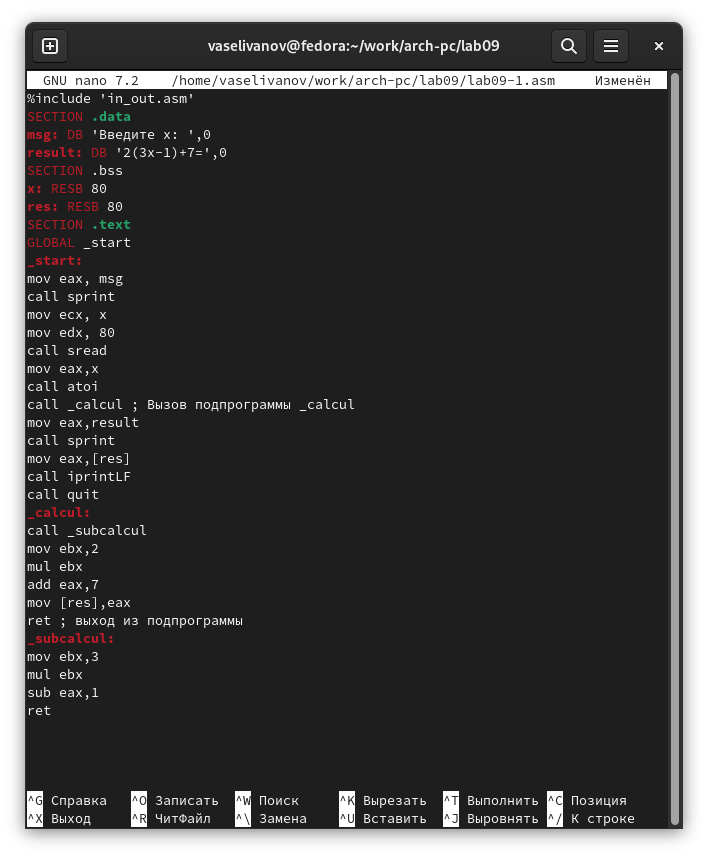 vaselivanov@fedora:~/work/arch-pc/lab09
GNU nano 7.2 /home/vaselivanov/work/arch-pc/lab09/lab09-1.asm Изменён
%include 'in_out.asm'
SECTION .data
msg: DB 'Введите x: ',0
result: DB '2(3x-1)+7=',0
SECTION .bss
x: RESB 80
res: RESB 80
SECTION .text
GLOBAL _start
_start:
mov eax, msg
call sprint
mov ecx, x
mov edx, 80
call sread
mov eax,x
call atoi
call _calcul ; Вызов подпрограммы _calcul
mov eax,result
call sprint
mov eax,[res]
call iprintLF
call quit
_calcul:
call _subcalcul
mov ebx,2
mul ebx
add eax,7
mov [res],eax
ret ; выход из подпрограммы
_subcalcul:
mov ebx,3
mul ebx
sub eax,1
ret
^G Справка ^O Записать ^W Поиск ^K Вырезать ^T Выполнить ^C Позиция
^X Выход ^R ЧитФайл ^\ Замена ^U Вставить ^J Выровнять ^/ К строке